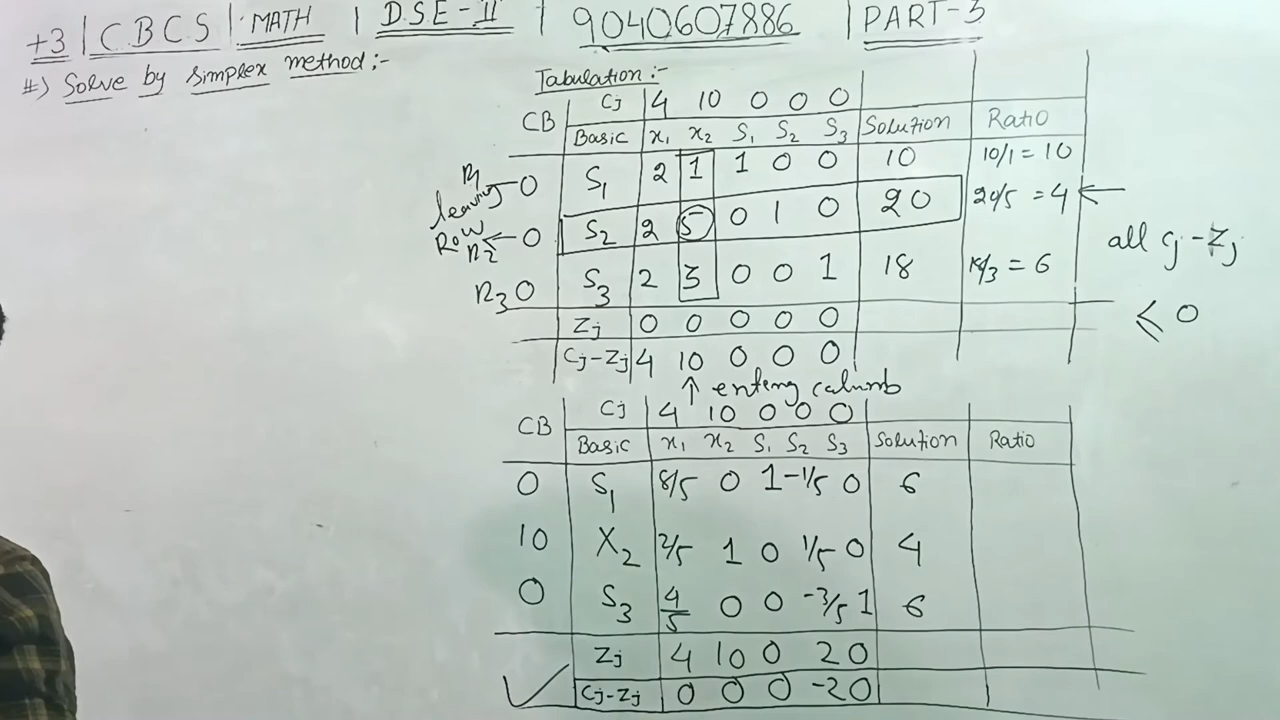 +3 | CBCS | MATH | DSE-II | 9040607886 | PART-3
#) Solve by simplex method:-
Tabulation:-
CB Cj 4 10 0 0 0
Basic x₁ x₂ S₁ S₂ S₃ Solution Ratio
R₁ 0 S₁ 2 1 1 0 0 10 10/1 = 10
leaving Row R₂ ← 0 S₂ 2 5 0 1 0 20 20/5 = 4 ←
R₃ 0 S₃ 2 3 0 0 1 18 18/3 = 6
Zj 0 0 0 0 0
Cj-Zj 4 10 0 0 0
↑ enteng calumb
all Cj-Zj
≤ 0
CB Cj 4 10 0 0 0
Basic x₁ x₂ S₁ S₂ S₃ Solution Ratio
0 S₁ 8/5 0 1 -1/5 0 6
10 X₂ 2/5 1 0 1/5 0 4
0 S₃ 4/5 0 0 -3/5 1 6
Zj 4 10 0 2 0
✓ Cj-Zj 0 0 0 -2 0